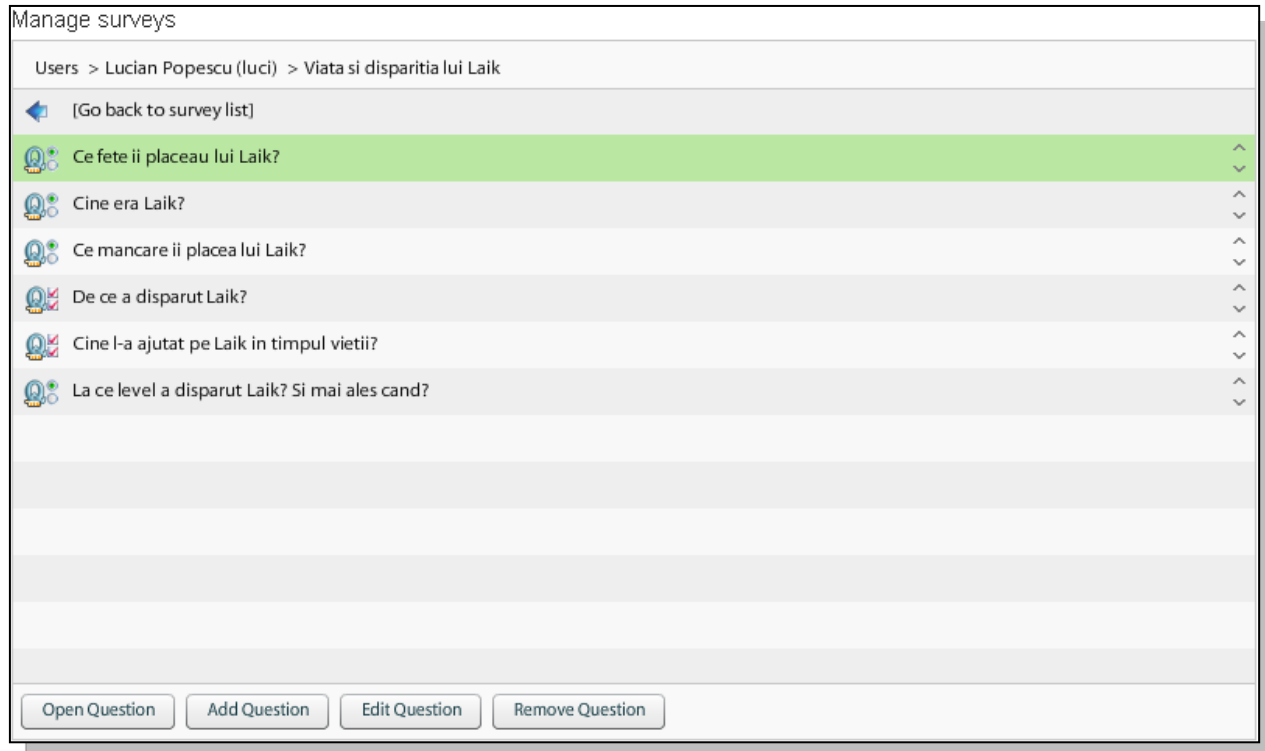 Manage surveys
Users > Lucian Popescu (luci) > Viata si disparitia lui Laik
[Go back to survey list]
Ce fete ii placeau lui Laik?
Cine era Laik?
Ce mancare ii placea lui Laik?
De ce a disparut Laik?
Cine l-a ajutat pe Laik in timpul vietii?
La ce level a disparut Laik? Si mai ales cand?
Open Question Add Question Edit Question Remove Question